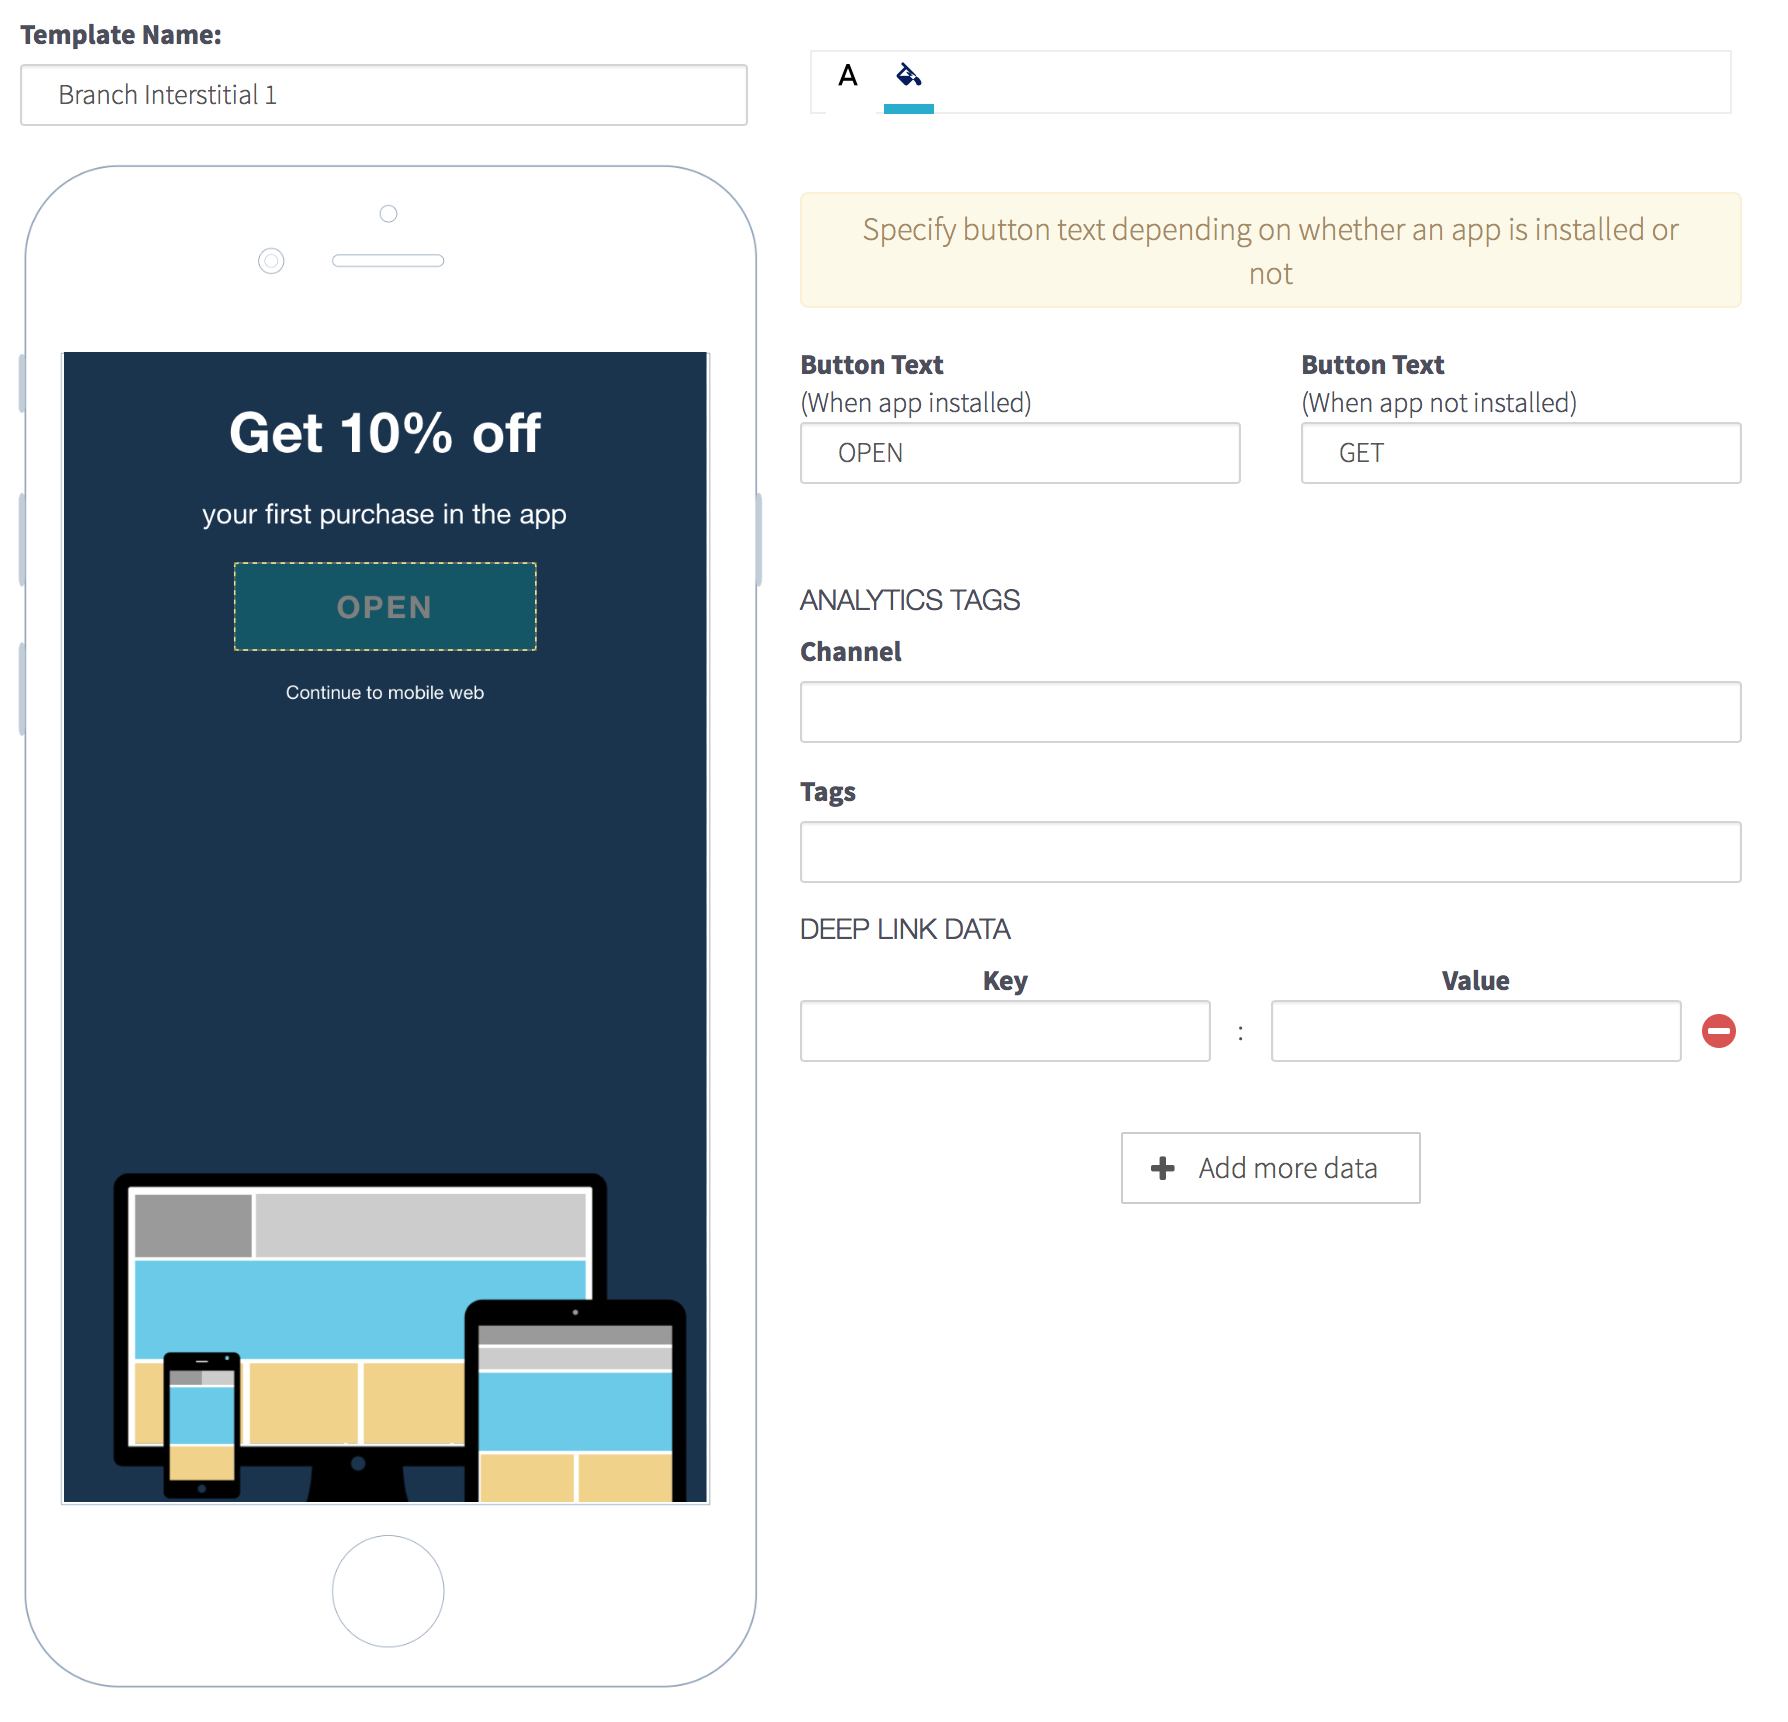 Template Name:
Branch Interstitial 1
Get 10% off
your first purchase in the app
OPEN
Continue to mobile web
A
Specify button text depending on whether an app is installed or
not
Button Text
(When app installed)
OPEN
Button Text
(When app not installed)
GET
ANALYTICS TAGS
Channel
Tags
DEEP LINK DATA
Key
Value
:
Add more data